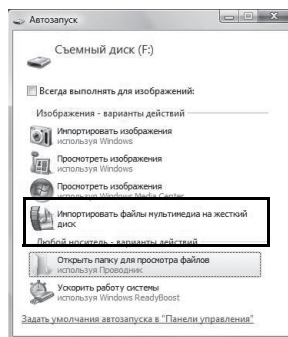 Автозапуск
Съемный диск (F:)
Всегда выполнять для изображений:
Изображения - варианты действий
Импортировать изображения
используя Windows
Просмотреть изображения
используя Windows
Просмотреть изображения
используя Windows Media Center
Импортировать файлы мультимедиа на жесткий
диск
Любой носитель - варианты действий
Открыть папку для просмотра файлов
используя Проводник
Ускорить работу системы
используя Windows ReadyBoost
Задать умолчания автозапуска в "Панели управления"